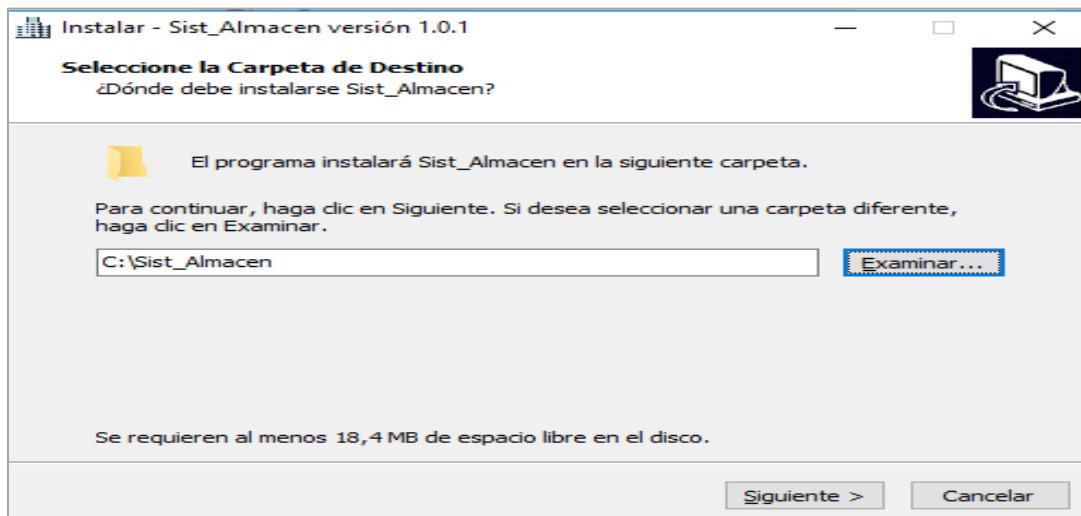 Instalar - Sist_Almacen versión 1.0.1
Seleccione la Carpeta de Destino
¿Dónde debe instalarse Sist_Almacen?
El programa instalará Sist_Almacen en la siguiente carpeta.
Para continuar, haga clic en Siguiente. Si desea seleccionar una carpeta diferente,
haga clic en Examinar.
C:\Sist_Almacen
Examinar...
Se requieren al menos 18,4 MB de espacio libre en el disco.
Siguiente >
Cancelar